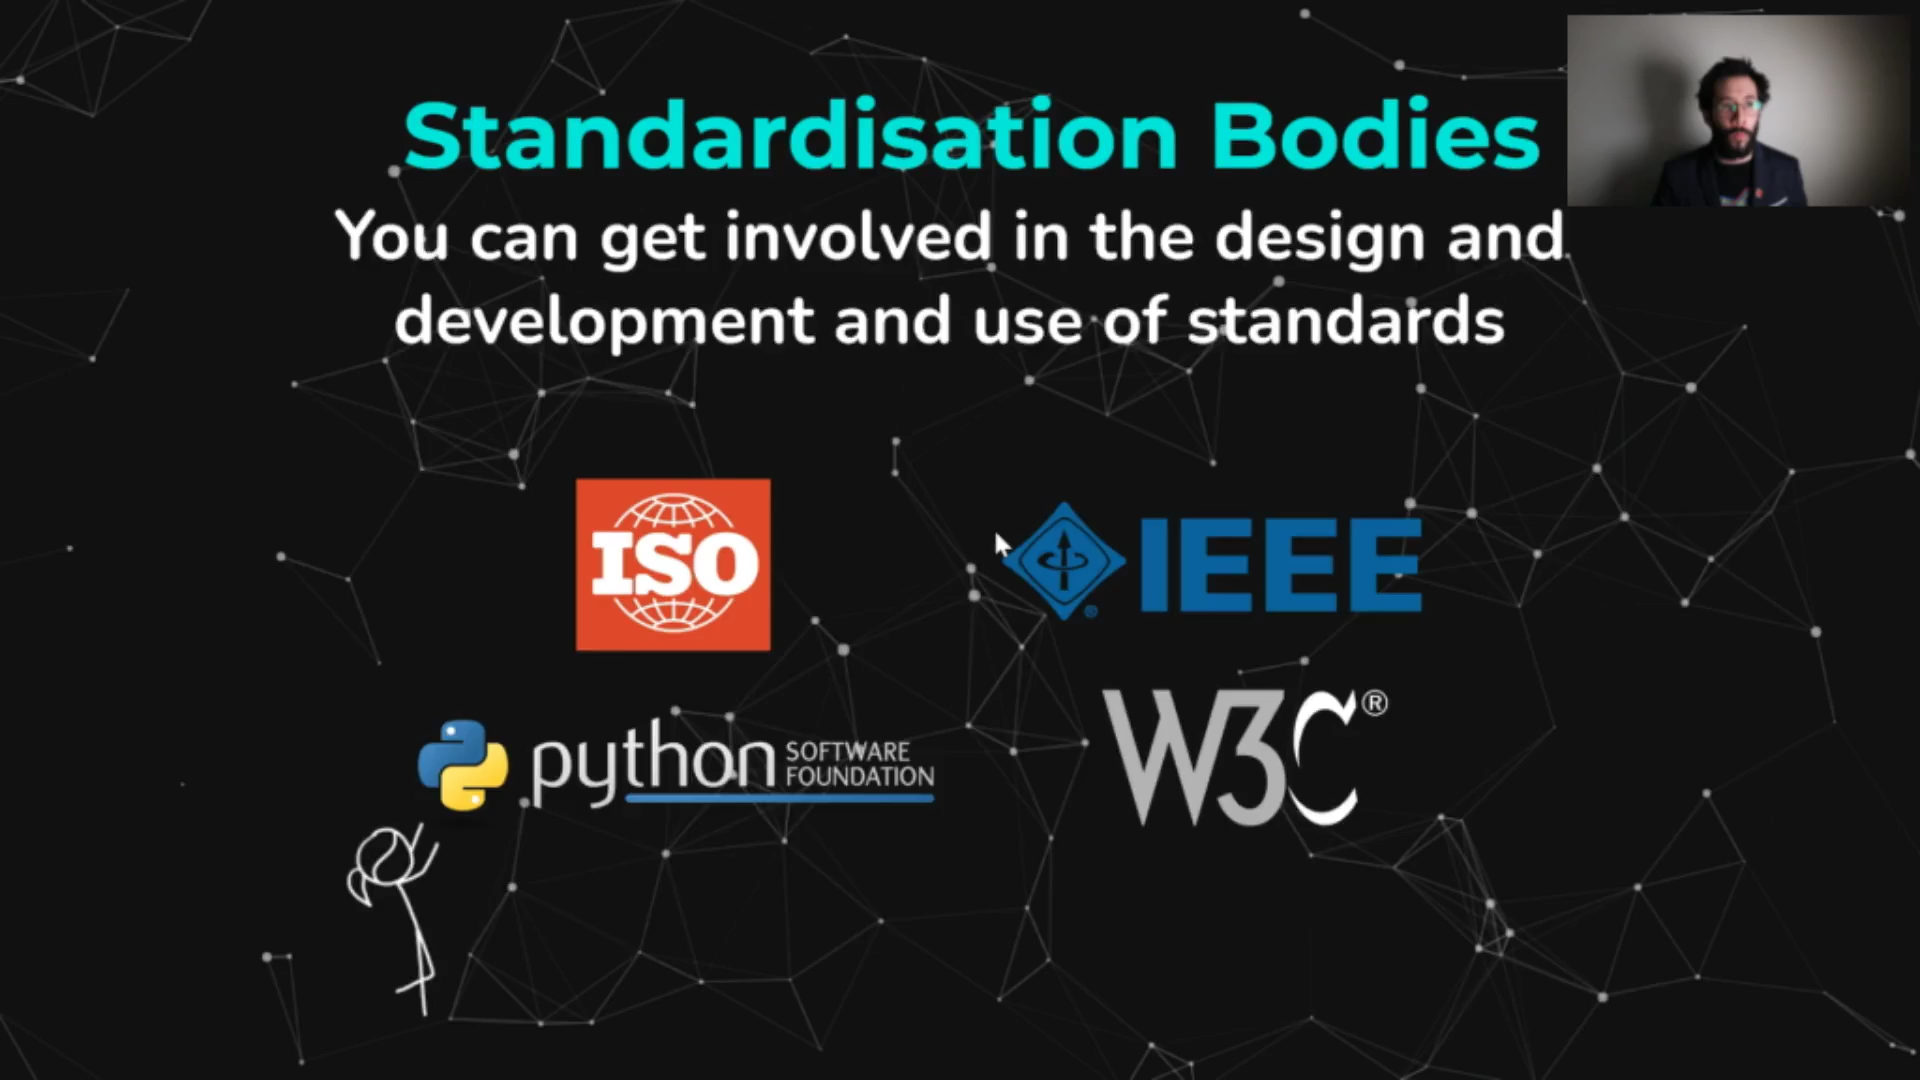 Standardisation Bodies
You can get involved in the design and
development and use of standards
ISO
® IEEE
python SOFTWARE
FOUNDATION
W3C®